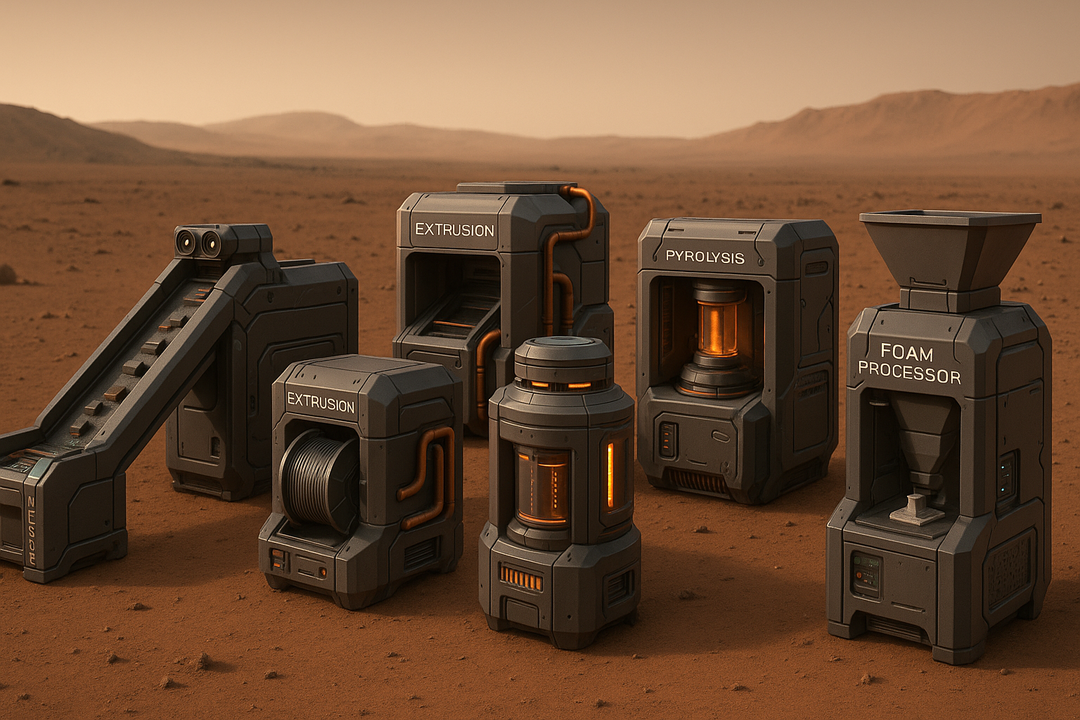 EXTRUSION
PYROLYSIS
FOAM
PROCESSOR
EXTRUSION